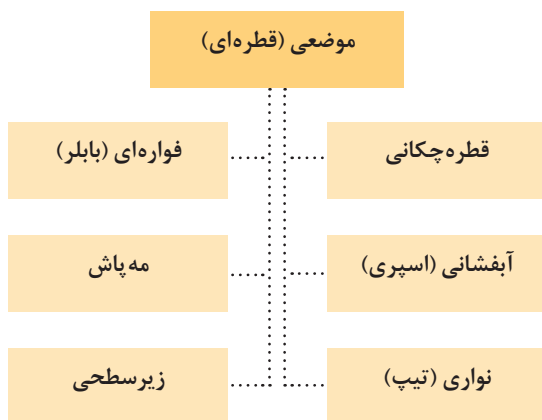 موضعی (قطره‌ای)
قطره‌چکانی
فواره‌ای (بابلر)
آبفشانی (اسپری)
مه پاش
نواری (تیپ)
زیرسطحی